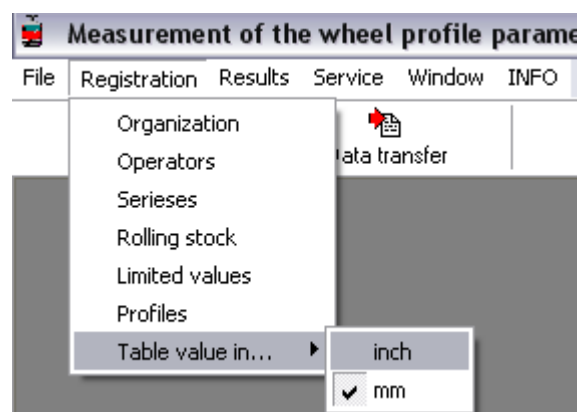 Measurement of the wheel profile parame
File Registration Results Service Window INFO
Organization
ata transfer
Operators
Serieses
Rolling stock
Limited values
Profiles
Table value in...
inch
mm